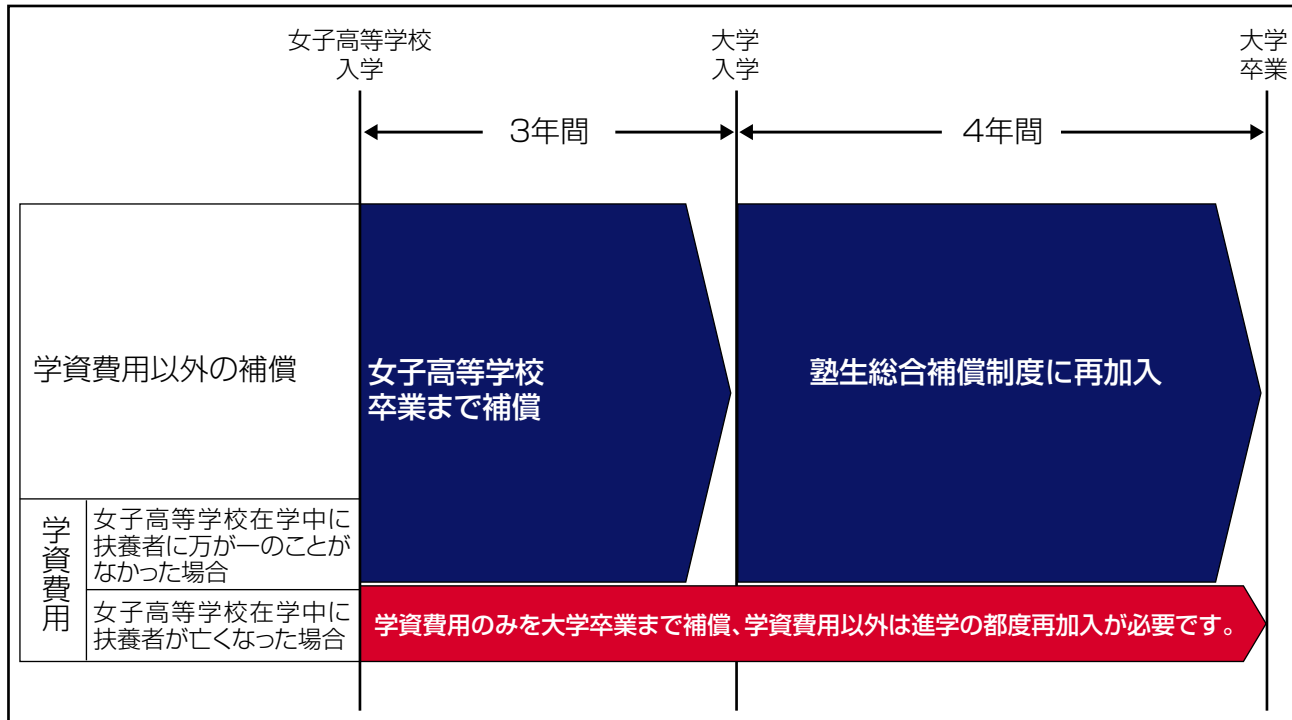 女子高等学校
入学
大学
入学
大学
卒業
3年間
4年間
学資費用以外の補償
女子高等学校
卒業まで補償
塾生総合補償制度に再加入
学資費用
女子高等学校在学中に
扶養者に万が一のことが
なかった場合
女子高等学校在学中に
扶養者が亡くなった場合
学資費用のみを大学卒業まで補償、学資費用以外は進学の都度再加入が必要です。